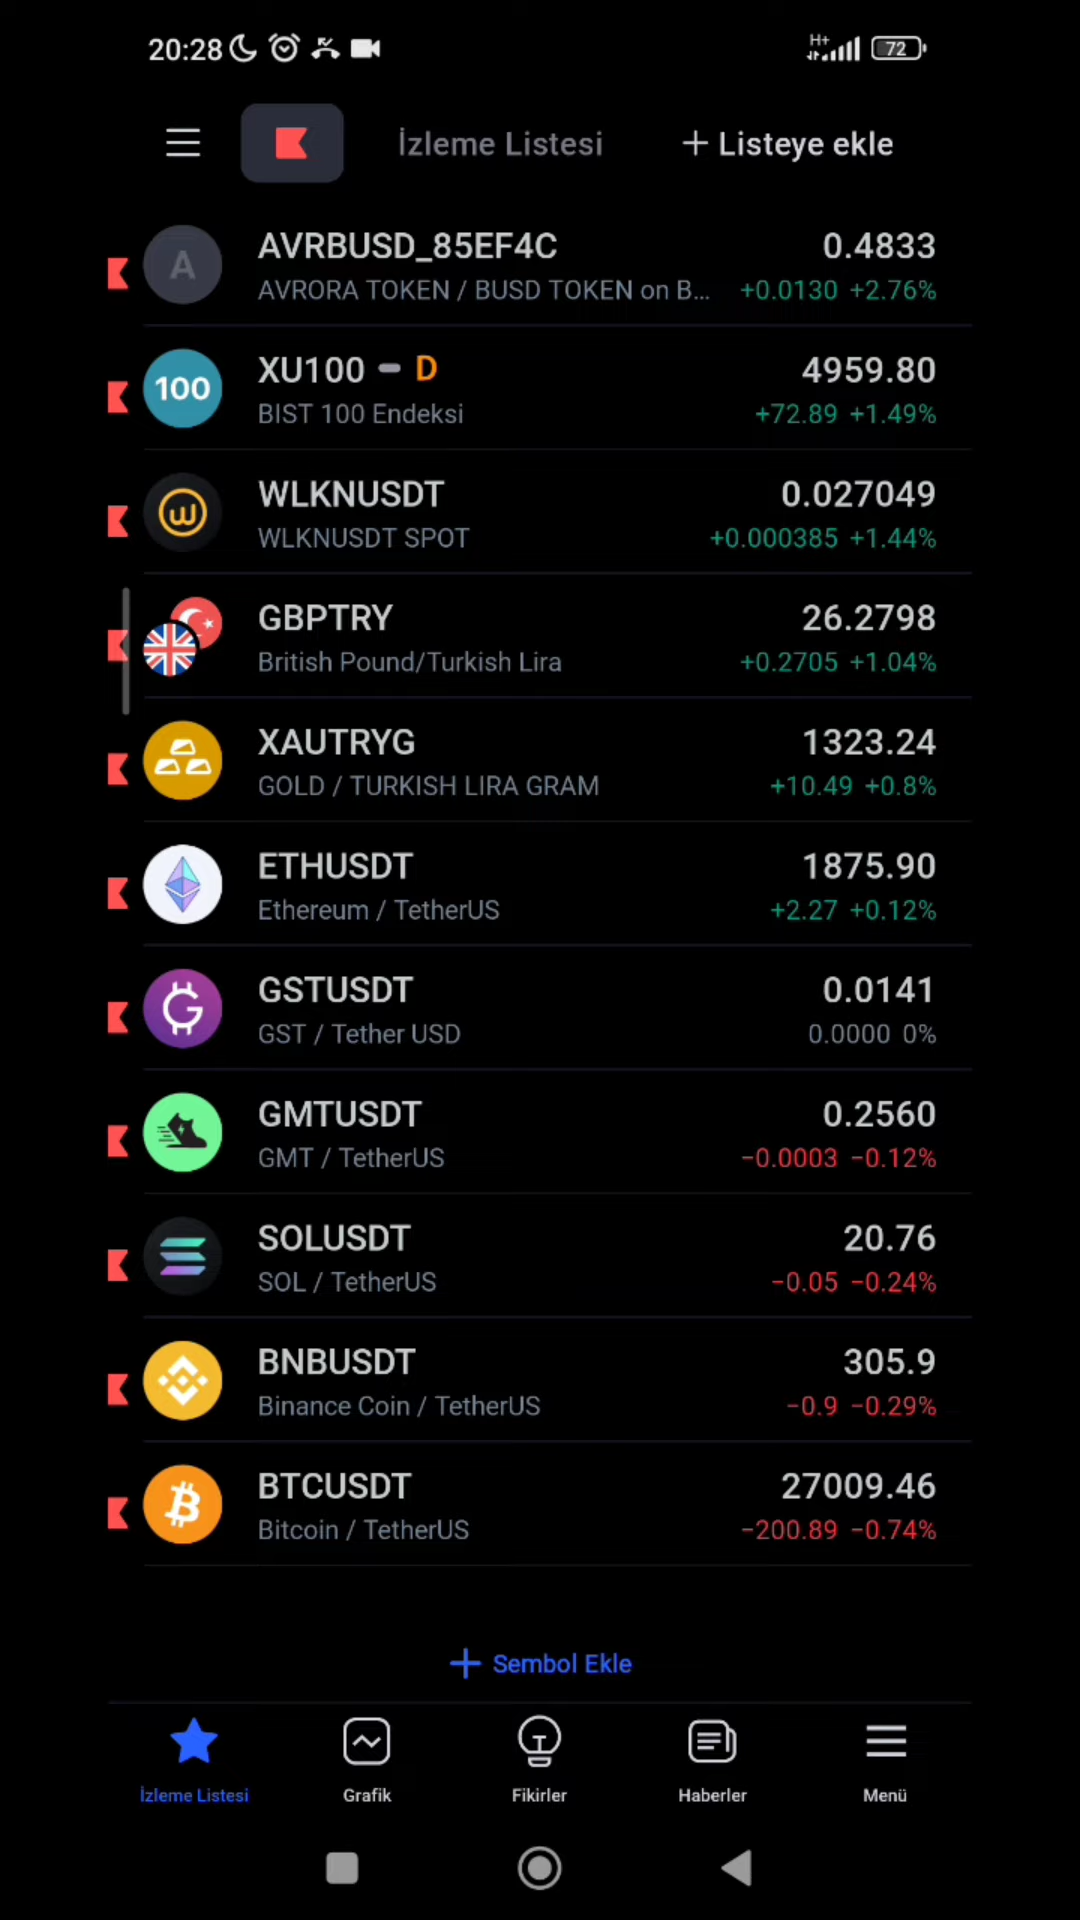 20:28
H+
72
İzleme Listesi
+ Listeye ekle
A
AVRBUSD_85EF4C 0.4833
AVRORA TOKEN / BUSD TOKEN on B... +0.0130 +2.76%
100
XU100 D 4959.80
BIST 100 Endeksi +72.89 +1.49%
WLKNUSDT 0.027049
WLKNUSDT SPOT +0.000385 +1.44%
GBPTRY 26.2798
British Pound/Turkish Lira +0.2705 +1.04%
XAUTRYG 1323.24
GOLD / TURKISH LIRA GRAM +10.49 +0.8%
ETHUSDT 1875.90
Ethereum / TetherUS +2.27 +0.12%
GSTUSDT 0.0141
GST / Tether USD 0.0000 0%
GMTUSDT 0.2560
GMT / TetherUS −0.0003 −0.12%
SOLUSDT 20.76
SOL / TetherUS −0.05 −0.24%
BNBUSDT 305.9
Binance Coin / TetherUS −0.9 −0.29%
BTCUSDT 27009.46
Bitcoin / TetherUS −200.89 −0.74%
+ Sembol Ekle
İzleme Listesi
Grafik
Fikirler
Haberler
Menü